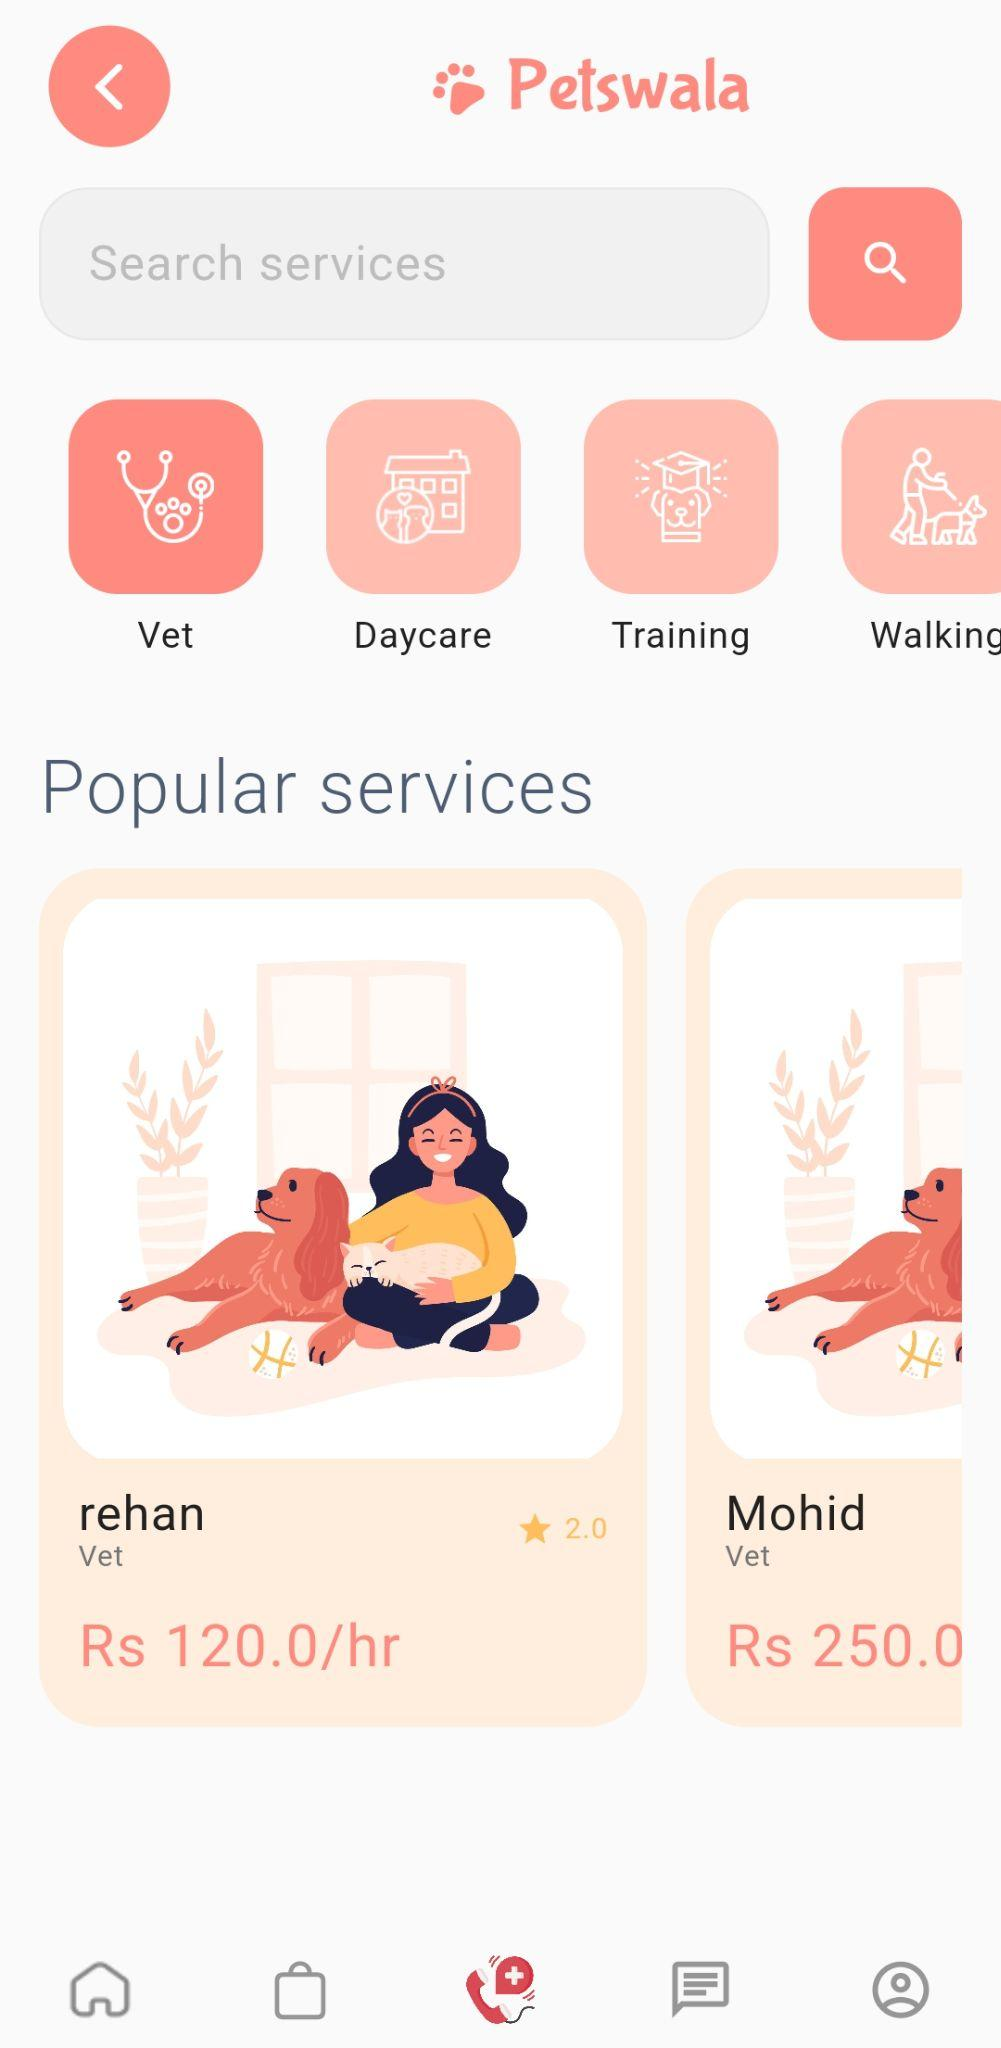 Petswala
Search services
Vet
Daycare
Training
Walking
Popular services
rehan
2.0
Vet
Rs 120.0/hr
Mohid
Vet
Rs 250.0